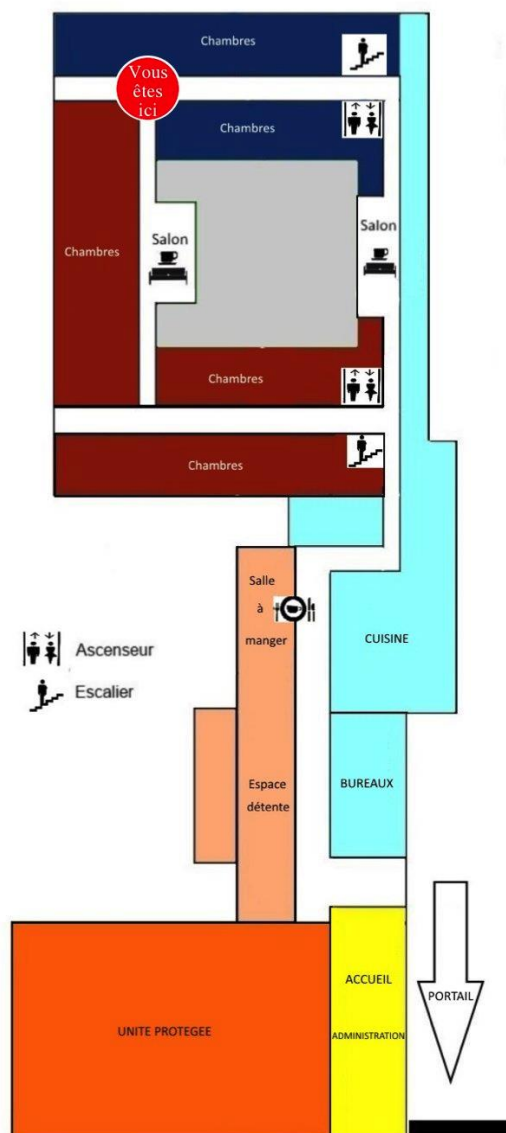 Chambres
Vous
êtes
ici
Chambres
Salon
Salon
Chambres
Chambres
Chambres
Salle
à
manger
CUISINE
Ascenseur
Escalier
Espace
détente
BUREAUX
ACCUEIL
PORTAIL
UNITE PROTEGEE
ADMINISTRATION